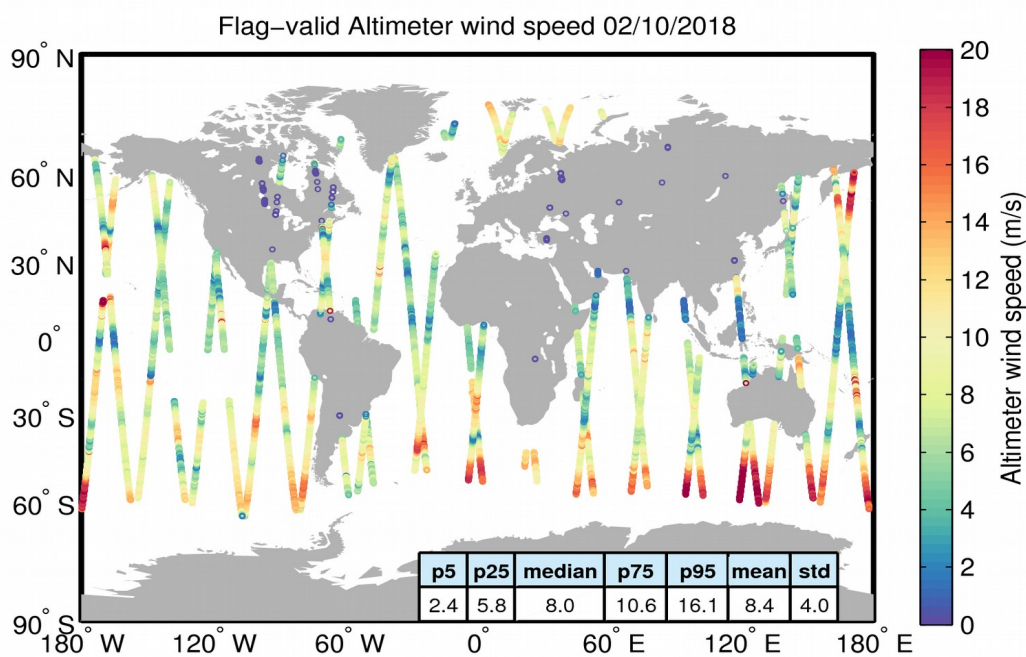 Flag−valid Altimeter wind speed 02/10/2018
90° N
60° N
30° N
0°
30° S
60° S
90° S
180° W
120° W
60° W
0°
60° E
120° E
180° E
p5 p25 median p75 p95 mean std
2.4 5.8 8.0 10.6 16.1 8.4 4.0
20
18
16
14
12
10
8
6
4
2
0
Altimeter wind speed (m/s)